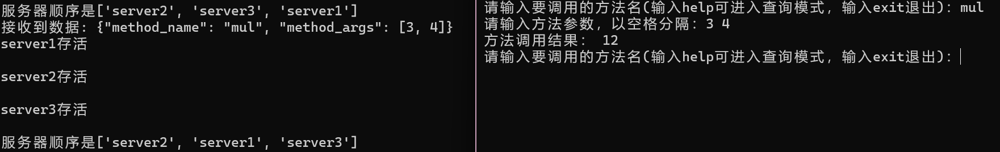 服务器顺序是['server2', 'server3', 'server1']
接收到数据: {"method_name": "mul", "method_args": [3, 4]}
server1存活
server2存活
server3存活
服务器顺序是['server2', 'server1', 'server3']
请输入要调用的方法名(输入help可进入查询模式，输入exit退出): mul
请输入方法参数，以空格分隔: 3 4
方法调用结果： 12
请输入要调用的方法名(输入help可进入查询模式，输入exit退出):